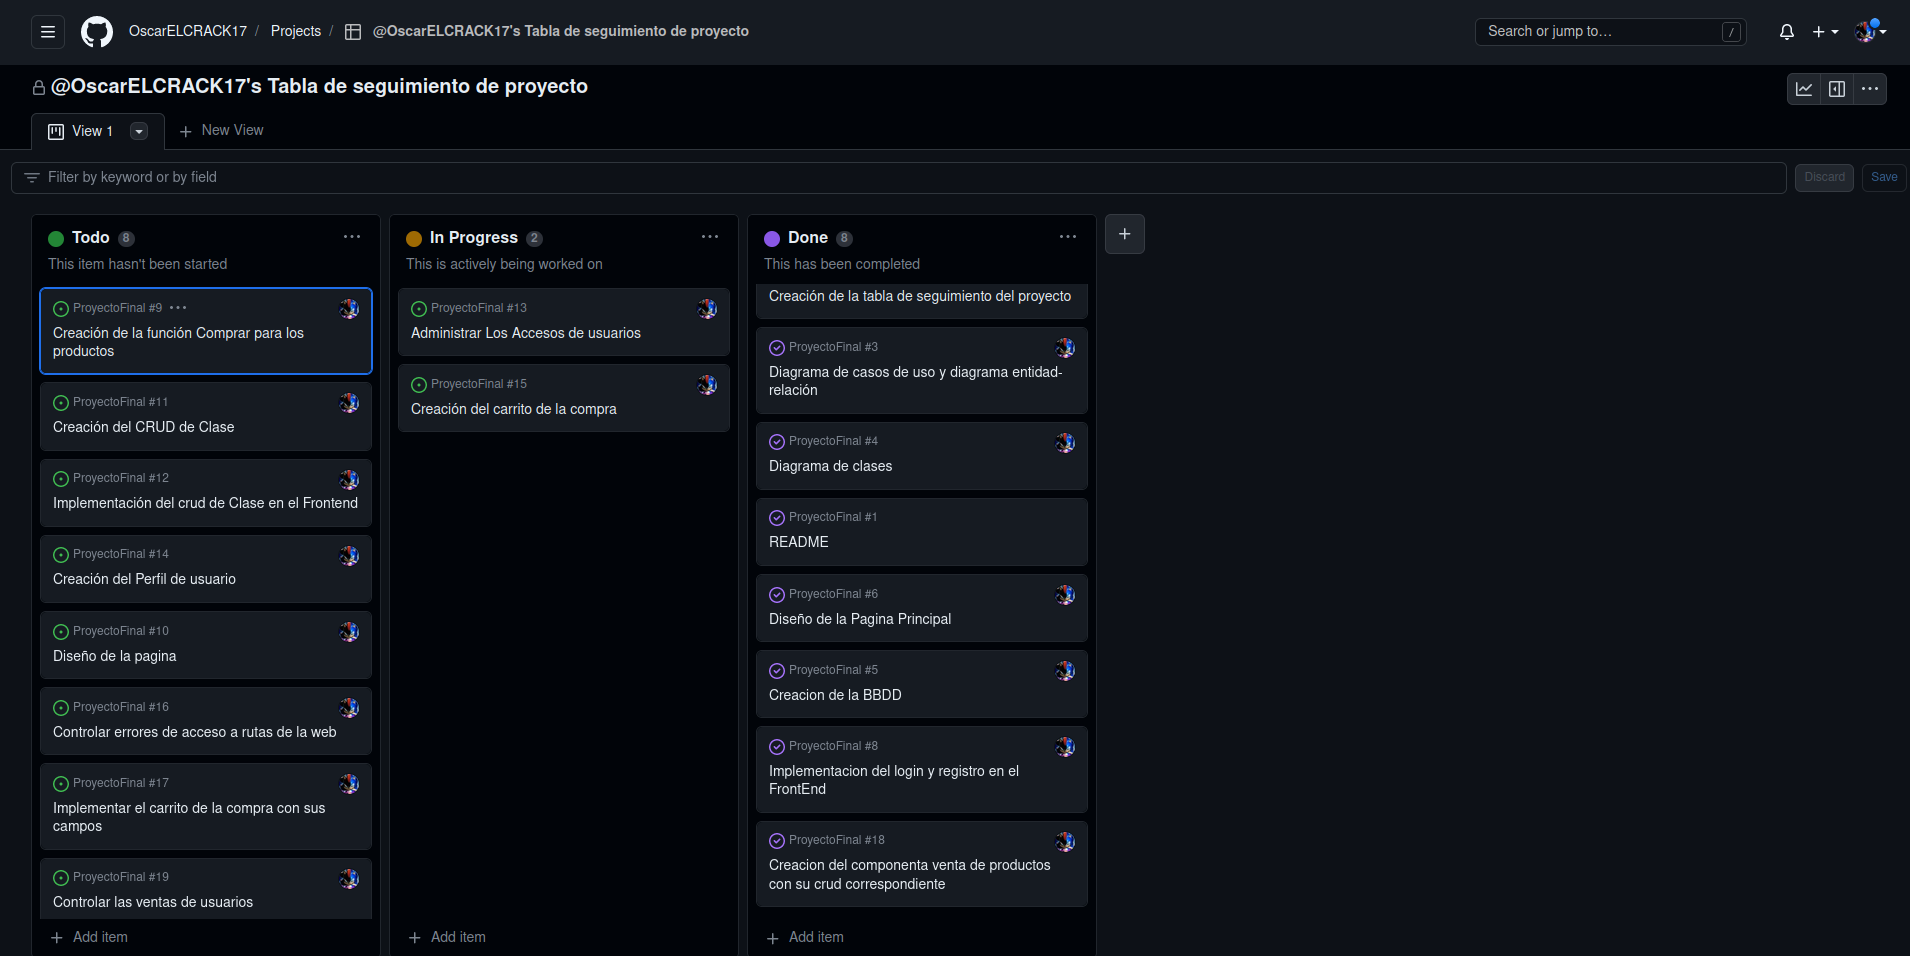 OscarELCRACK17 / Projects / @OscarELCRACK17's Tabla de seguimiento de proyecto
Search or jump to… /
@OscarELCRACK17's Tabla de seguimiento de proyecto
View 1
New View
Filter by keyword or by field
Discard
Save
Todo 8
This item hasn't been started
ProyectoFinal #9
Creación de la función Comprar para los
productos
ProyectoFinal #11
Creación del CRUD de Clase
ProyectoFinal #12
Implementación del crud de Clase en el Frontend
ProyectoFinal #14
Creación del Perfil de usuario
ProyectoFinal #10
Diseño de la pagina
ProyectoFinal #16
Controlar errores de acceso a rutas de la web
ProyectoFinal #17
Implementar el carrito de la compra con sus
campos
ProyectoFinal #19
Controlar las ventas de usuarios
Add item
In Progress 2
This is actively being worked on
ProyectoFinal #13
Administrar Los Accesos de usuarios
ProyectoFinal #15
Creación del carrito de la compra
Add item
Done 8
This has been completed
Creación de la tabla de seguimiento del proyecto
ProyectoFinal #3
Diagrama de casos de uso y diagrama entidad-
relación
ProyectoFinal #4
Diagrama de clases
ProyectoFinal #1
README
ProyectoFinal #6
Diseño de la Pagina Principal
ProyectoFinal #5
Creacion de la BBDD
ProyectoFinal #8
Implementacion del login y registro en el
FrontEnd
ProyectoFinal #18
Creacion del componenta venta de productos
con su crud correspondiente
Add item